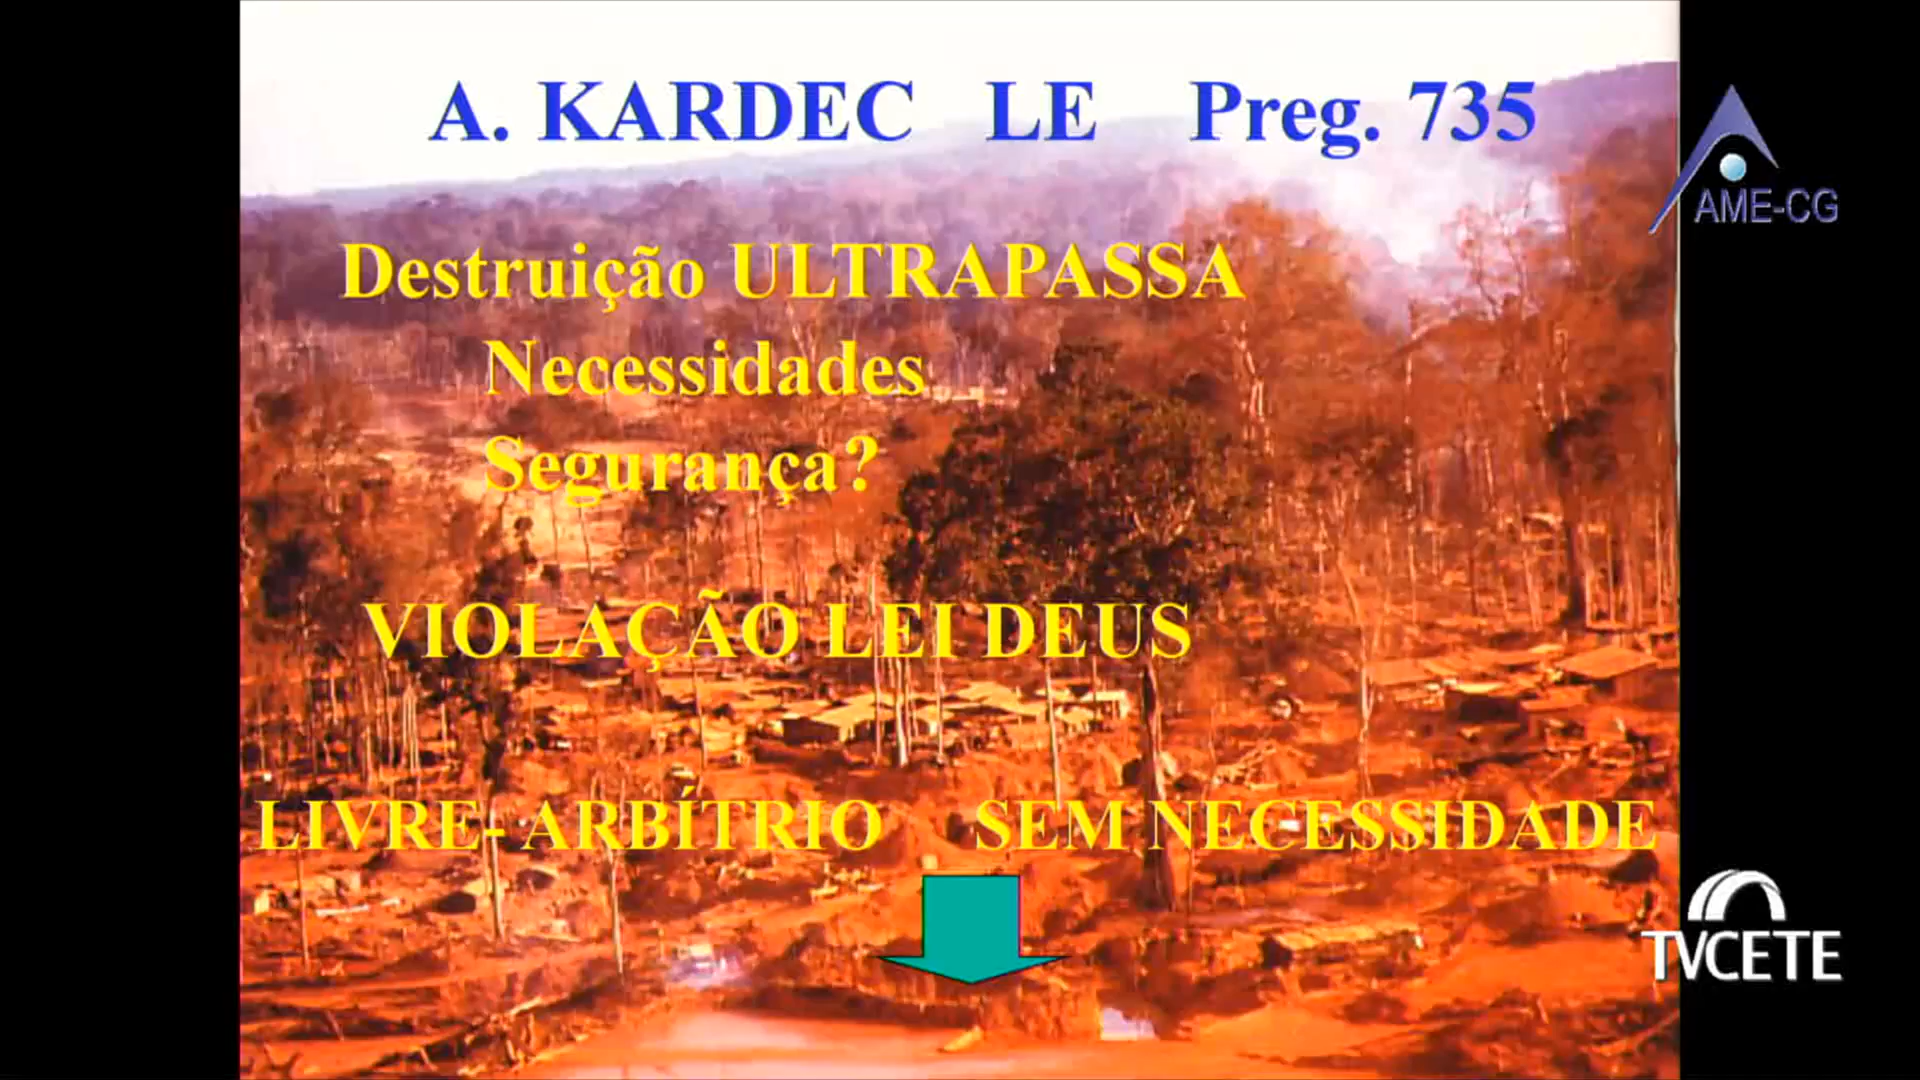 A. KARDEC LE Preg. 735
AME-CG
Destruição ULTRAPASSA
Necessidades
Segurança?
VIOLAÇÃO LEI DEUS
LIVRE- ARBÍTRIO SEM NECESSIDADE
TVCETE